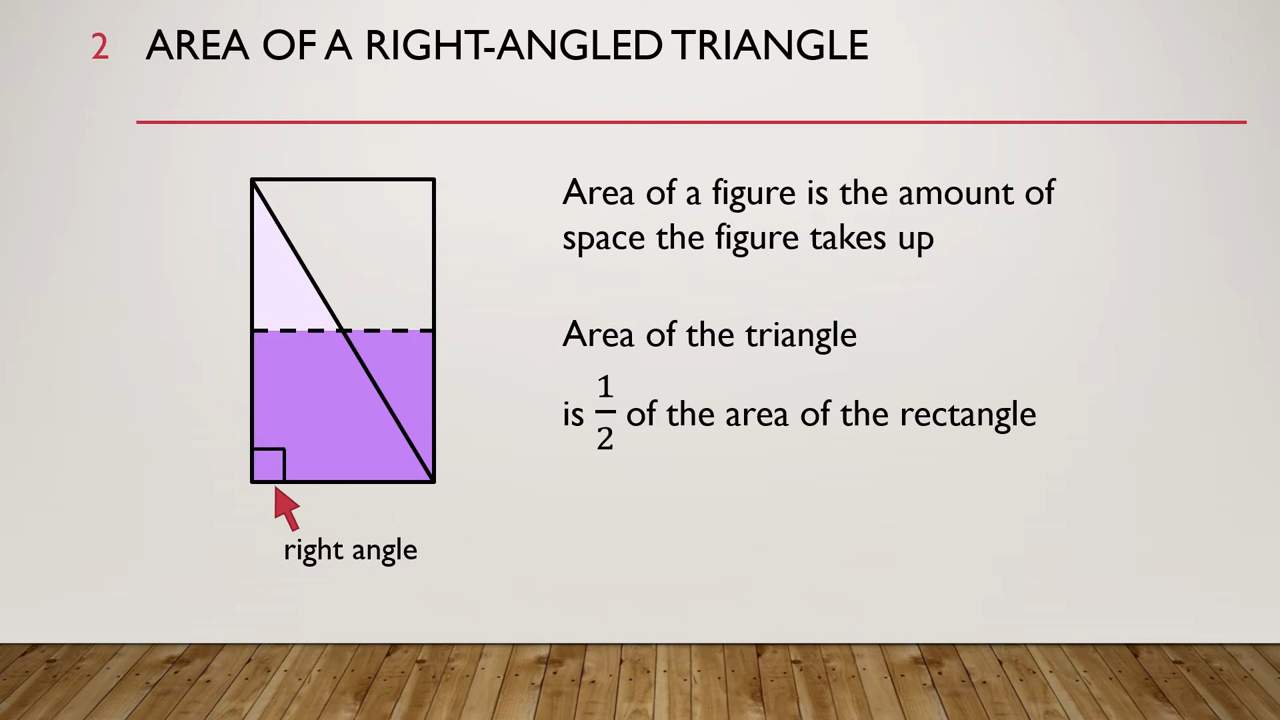 2 AREA OF A RIGHT-ANGLED TRIANGLE
Area of a figure is the amount of
space the figure takes up
Area of the triangle
is 1/2 of the area of the rectangle
right angle